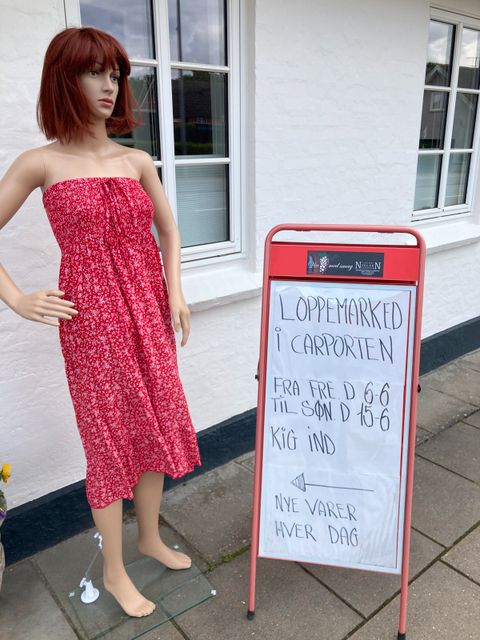 LOPPEMARKED
i CARPORTEN
FRA FRE.D 6-6
TIL SØN.D 15-6
KIG IND
NYE VARER
HVER DAG